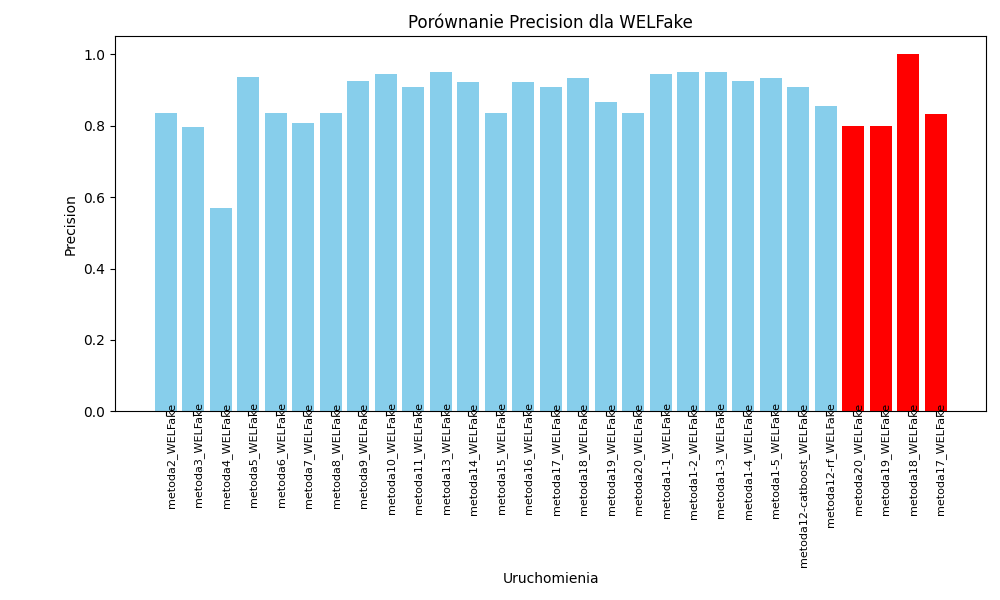 Porównanie Precision dla WELFake
Precision
1.0
0.8
0.6
0.4
0.2
0.0
metoda2_WELFake
metoda3_WELFake
metoda4_WELFake
metoda5_WELFake
metoda6_WELFake
metoda7_WELFake
metoda8_WELFake
metoda9_WELFake
metoda10_WELFake
metoda11_WELFake
metoda13_WELFake
metoda14_WELFake
metoda15_WELFake
metoda16_WELFake
metoda17_WELFake
metoda18_WELFake
metoda19_WELFake
metoda20_WELFake
metoda1-1_WELFake
metoda1-2_WELFake
metoda1-3_WELFake
metoda1-4_WELFake
metoda1-5_WELFake
metoda12-catboost_WELFake
metoda12-rf_WELFake
metoda20_WELFake
metoda19_WELFake
metoda18_WELFake
metoda17_WELFake
Uruchomienia